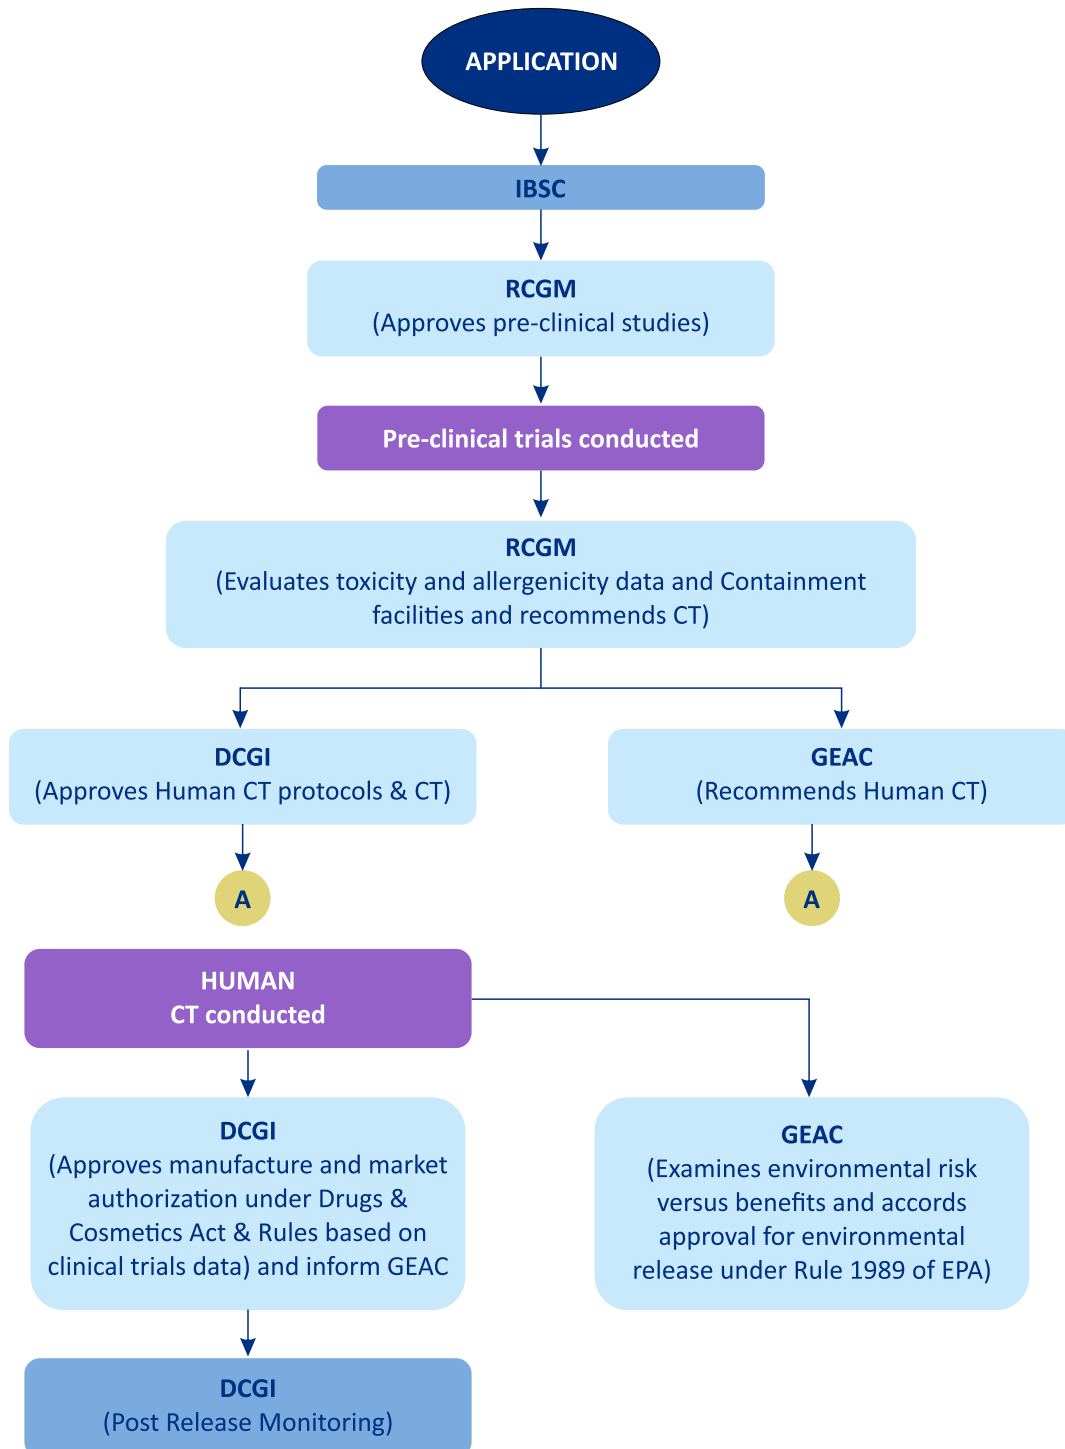 APPLICATION
IBSC
RCGM
(Approves pre-clinical studies)
Pre-clinical trials conducted
RCGM
(Evaluates toxicity and allergenicity data and Containment
facilities and recommends CT)
DCGI
(Approves Human CT protocols & CT)
GEAC
(Recommends Human CT)
A
A
HUMAN
CT conducted
DCGI
(Approves manufacture and market
authorization under Drugs &
Cosmetics Act & Rules based on
clinical trials data) and inform GEAC
GEAC
(Examines environmental risk
versus benefits and accords
approval for environmental
release under Rule 1989 of EPA)
DCGI
(Post Release Monitoring)